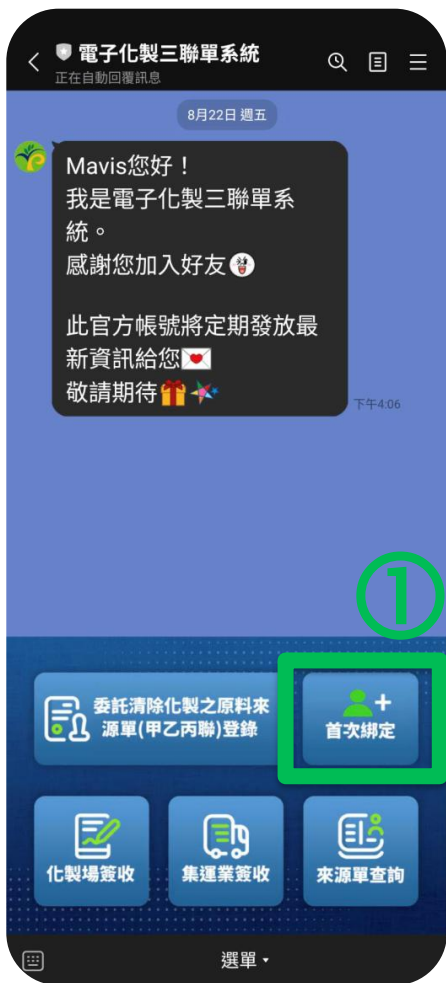 電子化製三聯單系統
正在自動回覆訊息
8月22日 週五
Mavis您好！
我是電子化製三聯單系
統。
感謝您加入好友
此官方帳號將定期發放最
新資訊給您
敬請期待
下午4:06
①
委託清除化製之原料來
源單(甲乙丙聯)登錄
首次綁定
化製場簽收
集運業簽收
來源單查詢
選單